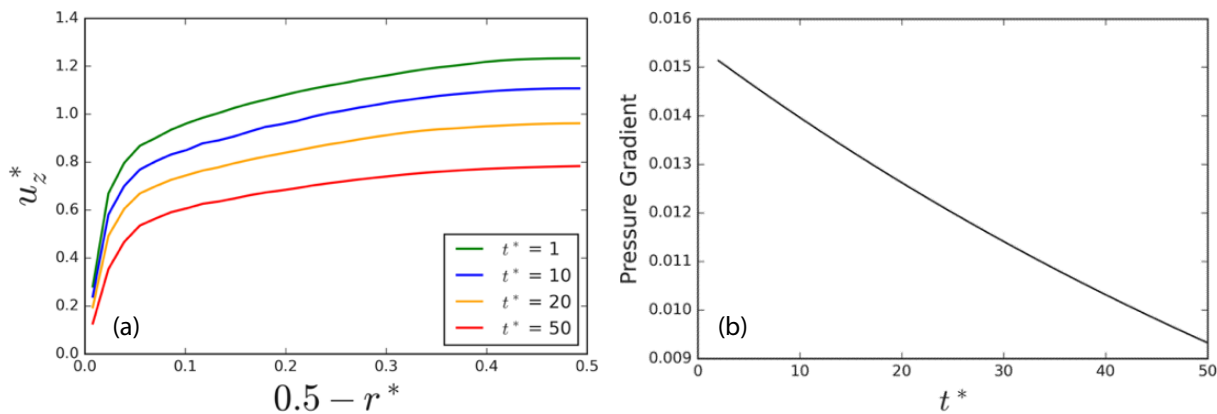 1.4
1.2
1.0
0.8
0.6
0.4
0.2
0.0
u_z^*
0.0 0.1 0.2 0.3 0.4 0.5
0.5 − r*
(a)
t* = 1
t* = 10
t* = 20
t* = 50
0.016
0.015
0.014
0.013
0.012
0.011
0.010
0.009
Pressure Gradient
0 10 20 30 40 50
t*
(b)